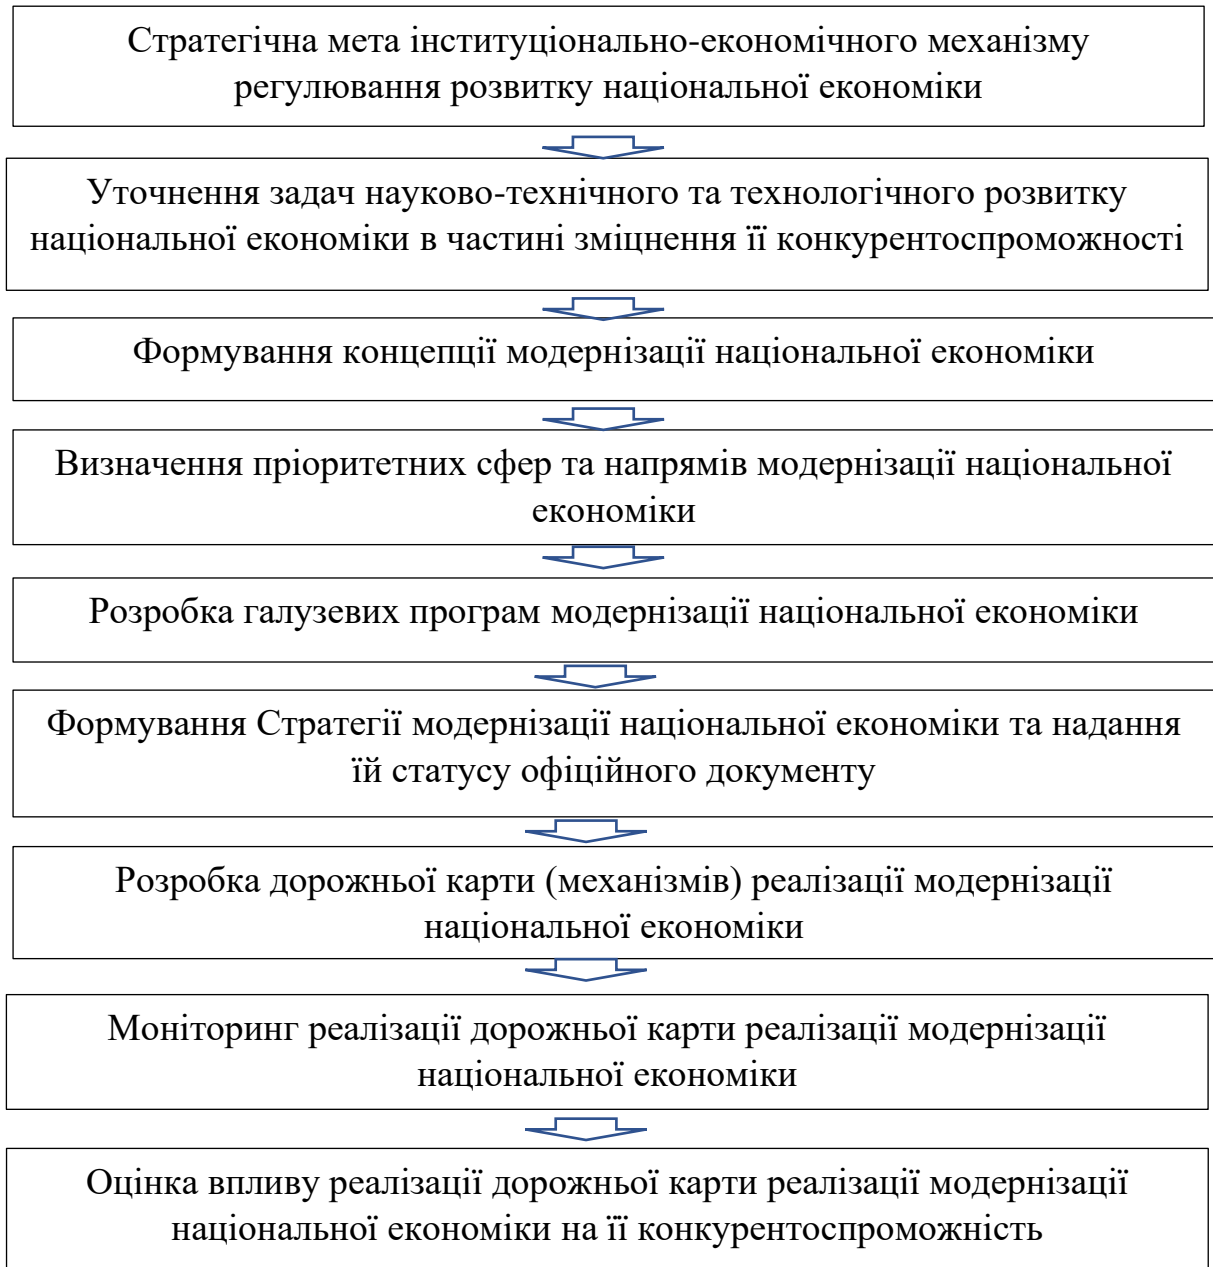 Стратегічна мета інституціонально-економічного механізму
регулювання розвитку національної економіки
Уточнення задач науково-технічного та технологічного розвитку
національної економіки в частині зміцнення її конкурентоспроможності
Формування концепції модернізації національної економіки
Визначення пріоритетних сфер та напрямів модернізації національної
економіки
Розробка галузевих програм модернізації національної економіки
Формування Стратегії модернізації національної економіки та надання
їй статусу офіційного документу
Розробка дорожньої карти (механізмів) реалізації модернізації
національної економіки
Моніторинг реалізації дорожньої карти реалізації модернізації
національної економіки
Оцінка впливу реалізації дорожньої карти реалізації модернізації
національної економіки на її конкурентоспроможність